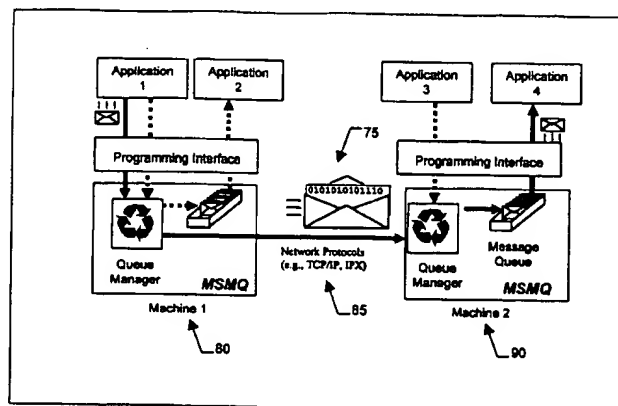 Application
1
Application
2
Application
3
Application
4
75
Programming Interface
Programming Interface
0101010101110
Network Protocols
(e.g., TCP/IP, IPX)
Queue
Manager
MSMQ
Queue
Manager
Message
Queue
MSMQ
Machine 1
85
Machine 2
80
90